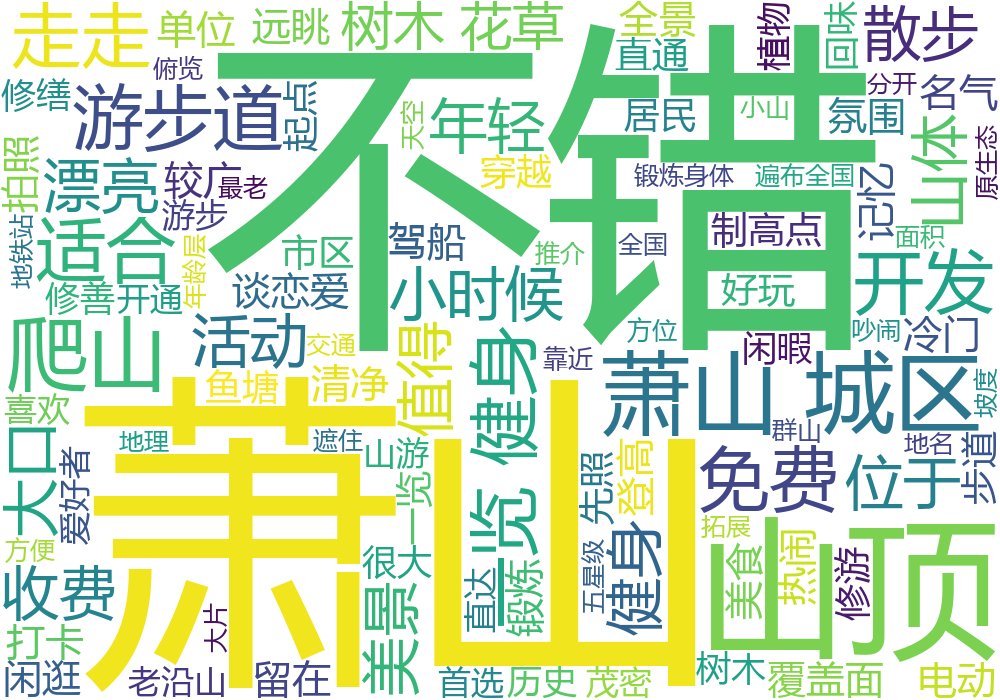 走走
单位
远眺
树木
花草
全景
植物
回味
散步
直通
俯览
修缮
游步道
起点
不错
天空
年轻
居民
小山
氛围
分开
名气
拍照
漂亮
较广
最老
穿越
锻炼身体
遍布全国
记忆
山体
原生态
游步
地铁站
适合
年龄层
市区
驾船
推介
全国
制高点
面积
修善
开通
谈恋爱
小时候
好玩
开发
爬山
活动
交通
值得
健身
靠近
方位
闲暇
吵闹
冷门
鱼塘
清净
萧山
萧山
城区
坡度
喜欢
大口
爱好者
地理
遮住
山游
一览
一览
先照
登高
群山
地名
免费
位于
步道
方便
收费
很大
直达
锻炼
五星级
健身
拓展
美食
热闹
修游
山顶
打卡
大片
美景
闲逛
老沿山
留在
首选
历史
茂密
树木
覆盖面
电动